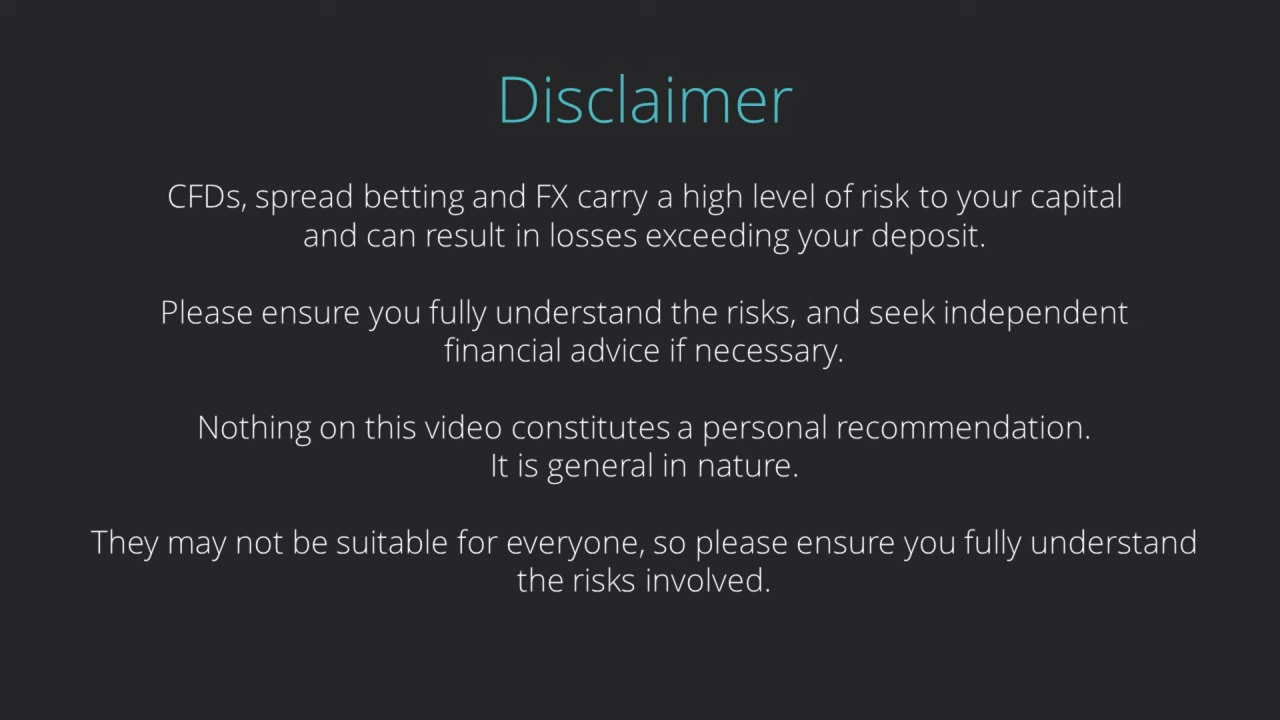 Disclaimer
CFDs, spread betting and FX carry a high level of risk to your capital
and can result in losses exceeding your deposit.
Please ensure you fully understand the risks, and seek independent
financial advice if necessary.
Nothing on this video constitutes a personal recommendation.
It is general in nature.
They may not be suitable for everyone, so please ensure you fully understand
the risks involved.